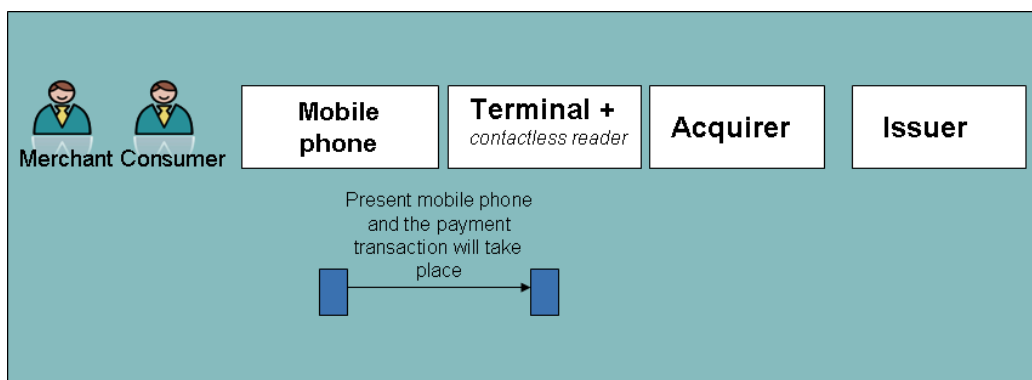 Merchant Consumer
Mobile
phone
Terminal +
contactless reader
Acquirer
Issuer
Present mobile phone
and the payment
transaction will take
place